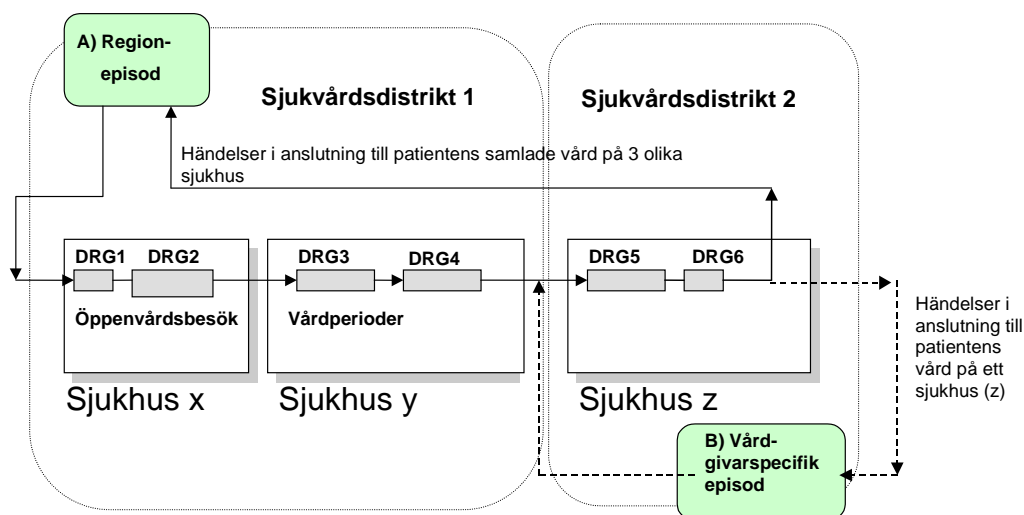 A) Region-
episod
Sjukvårdsdistrikt 1
Sjukvårdsdistrikt 2
Händelser i anslutning till patientens samlade vård på 3 olika
sjukhus
DRG1
DRG2
DRG3
DRG4
DRG5
DRG6
Öppenvårdsbesök
Vårdperioder
Sjukhus x
Sjukhus y
Sjukhus z
Händelser i
anslutning till
patientens
vård på ett
sjukhus (z)
B) Vård-
givarspecifik
episod